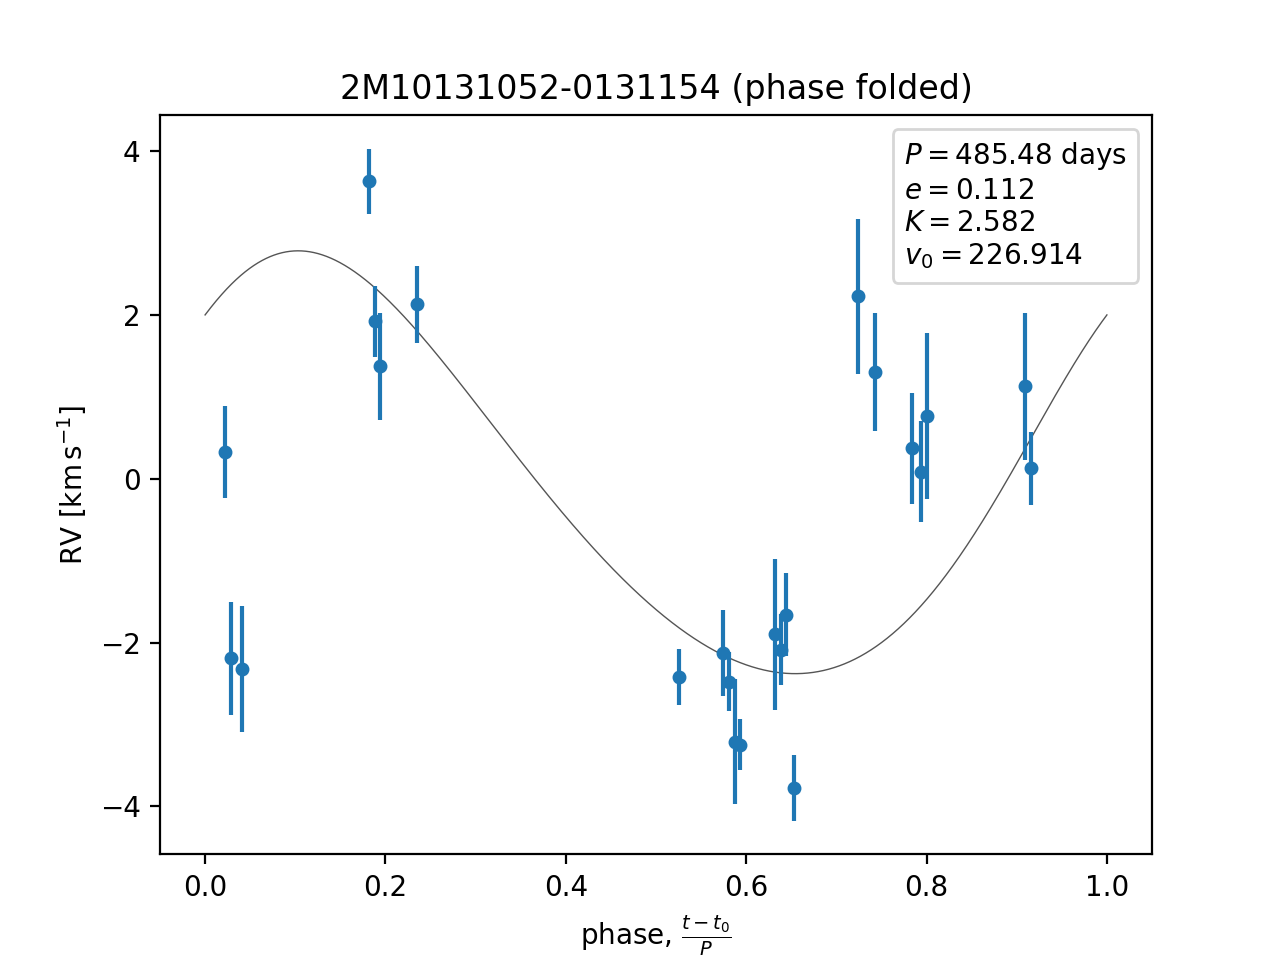 2M10131052-0131154 (phase folded)
P = 485.48 days
e = 0.112
K = 2.582
v₀ = 226.914
RV [km s⁻¹]
4
2
0
−2
−4
0.0 0.2 0.4 0.6 0.8 1.0
phase, (t − t₀)/P